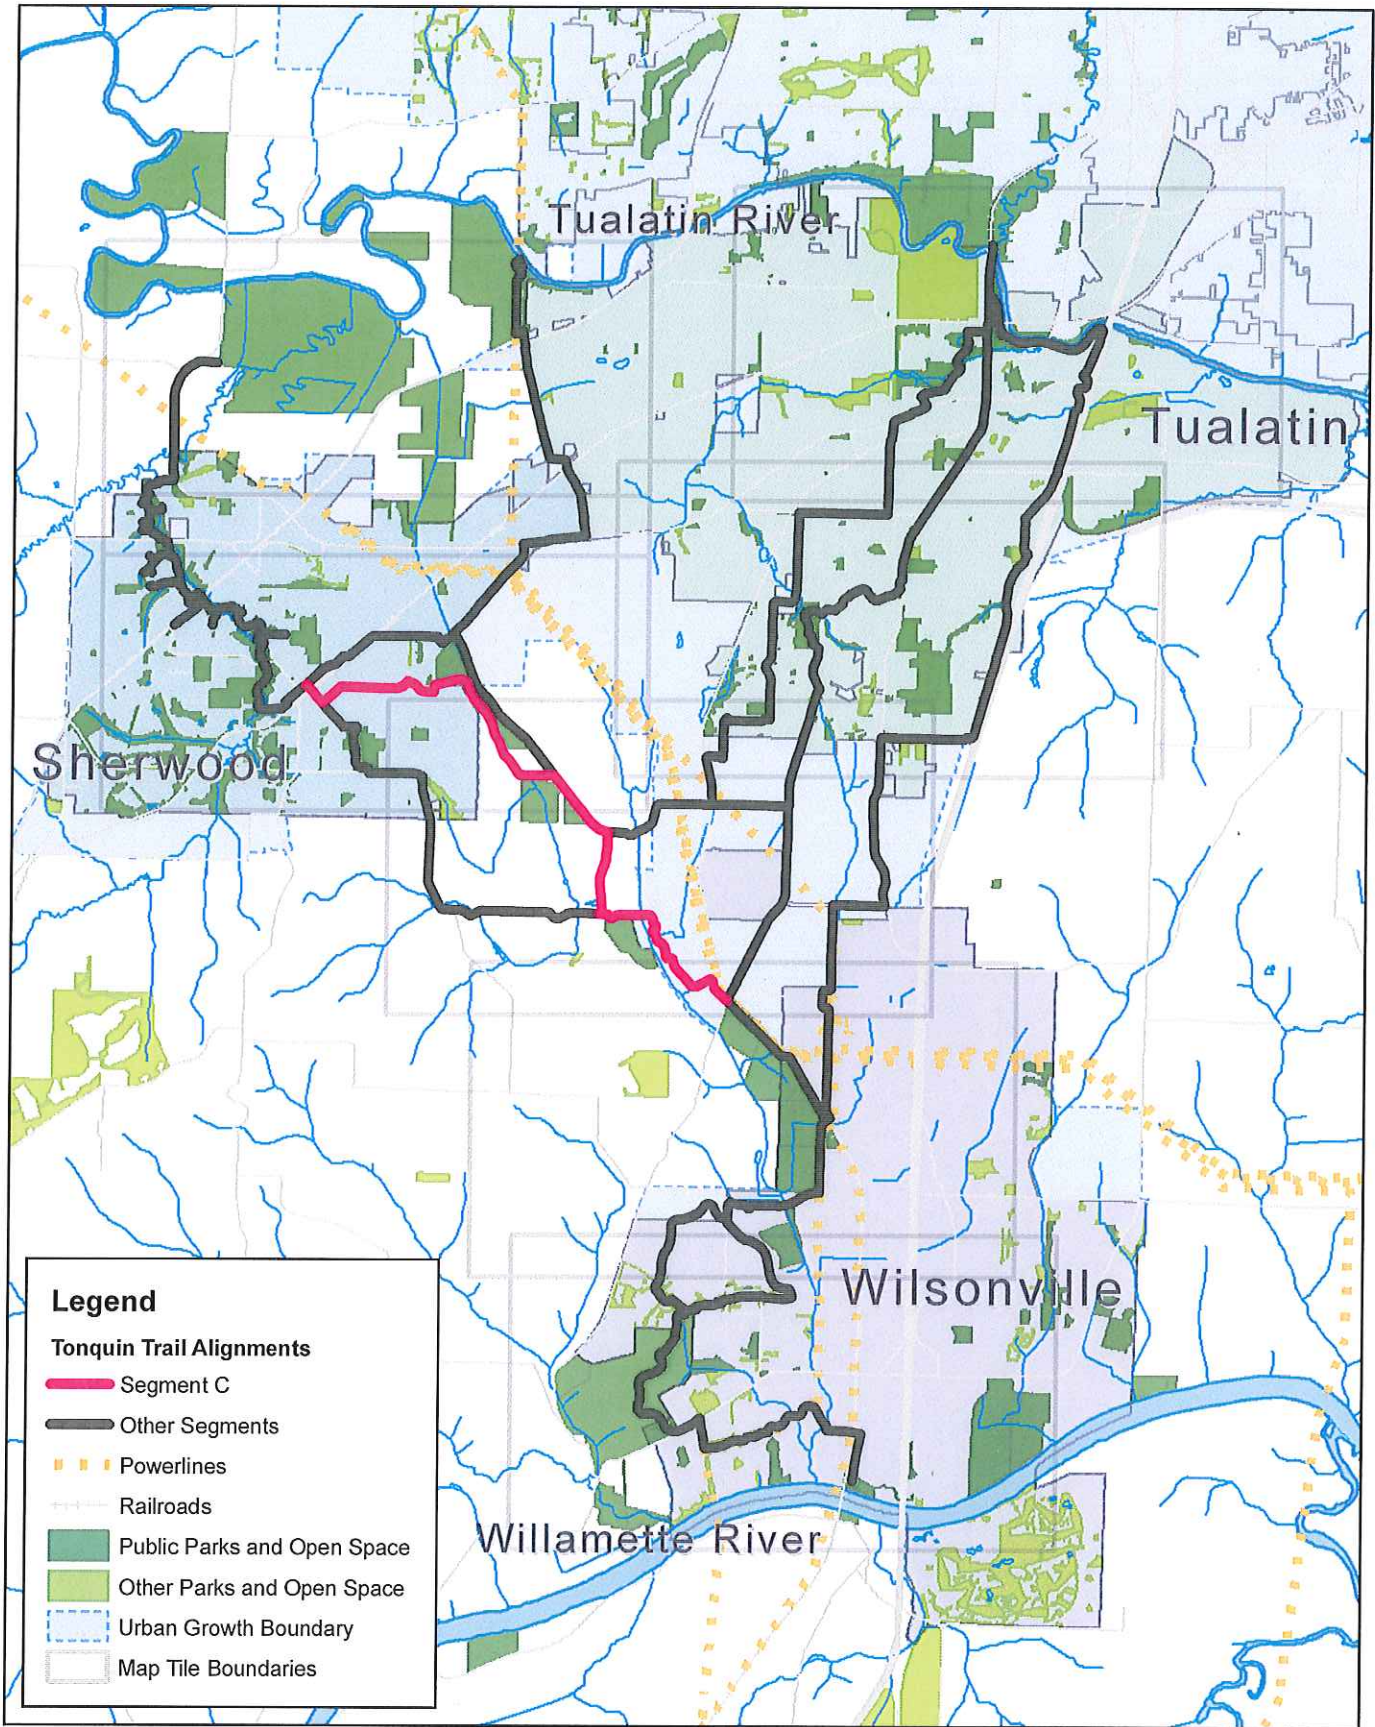 Tualatin River
Tualatin
Sherwood
Wilsonville
Willamette River
Legend
Tonquin Trail Alignments
Segment C
Other Segments
Powerlines
Railroads
Public Parks and Open Space
Other Parks and Open Space
Urban Growth Boundary
Map Tile Boundaries